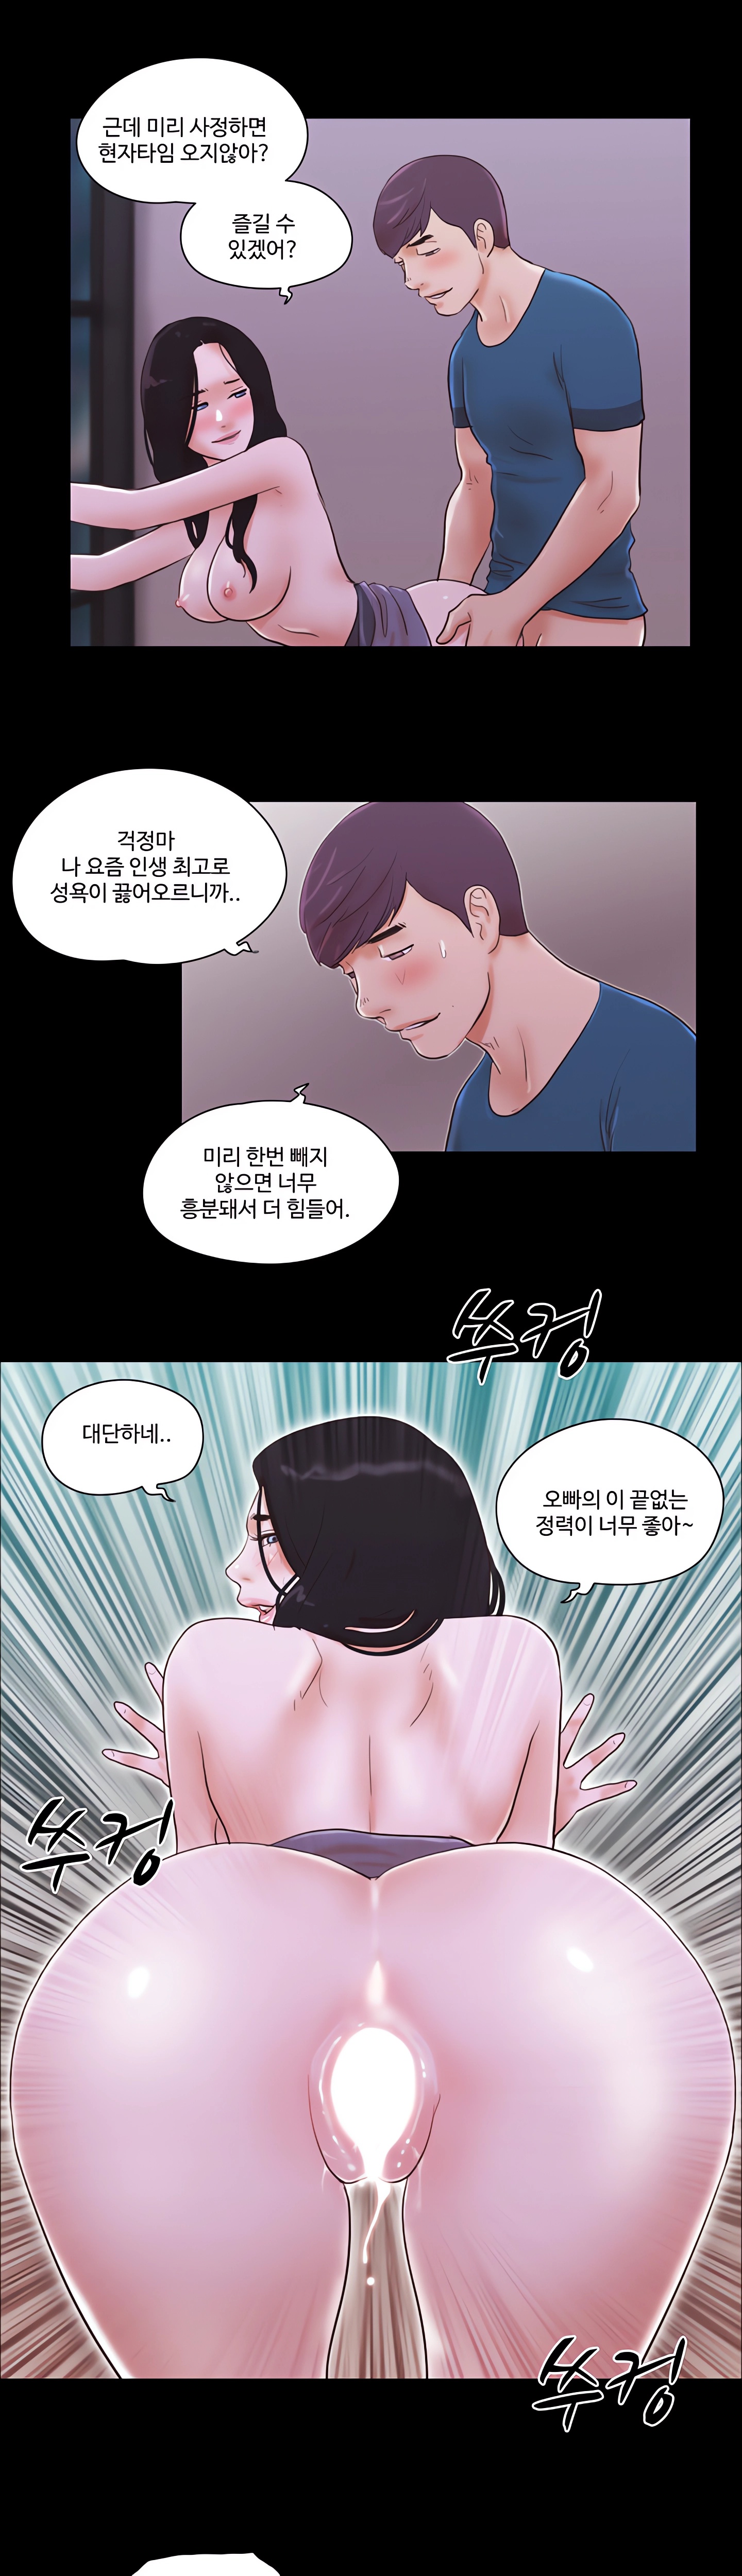 근데 미리 사정하면
현자타임 오지않아?
즐길 수
있겠어?
걱정마
나 요즘 인생 최고로
성욕이 끓어오르니까..
미리 한번 빼지
않으면 너무
흥분돼서 더 힘들어.
쑤컹
대단하네..
오빠의 이 끝없는
정력이 너무 좋아~
쑤컹
쑤컹